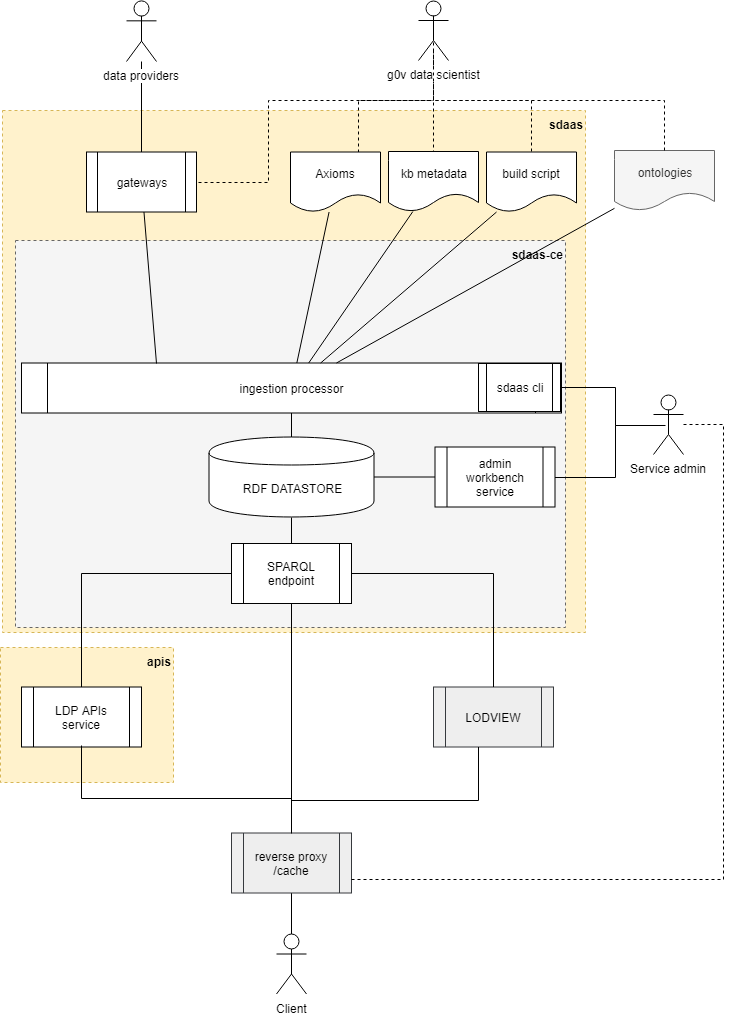 data providers
g0v data scientist
sdaas
gateways
Axioms
kb metadata
build script
ontologies
sdaas-ce
ingestion processor
sdaas cli
RDF DATASTORE
admin
workbench
service
Service admin
SPARQL
endpoint
apis
LDP APIs
service
LODVIEW
reverse proxy
/cache
Client